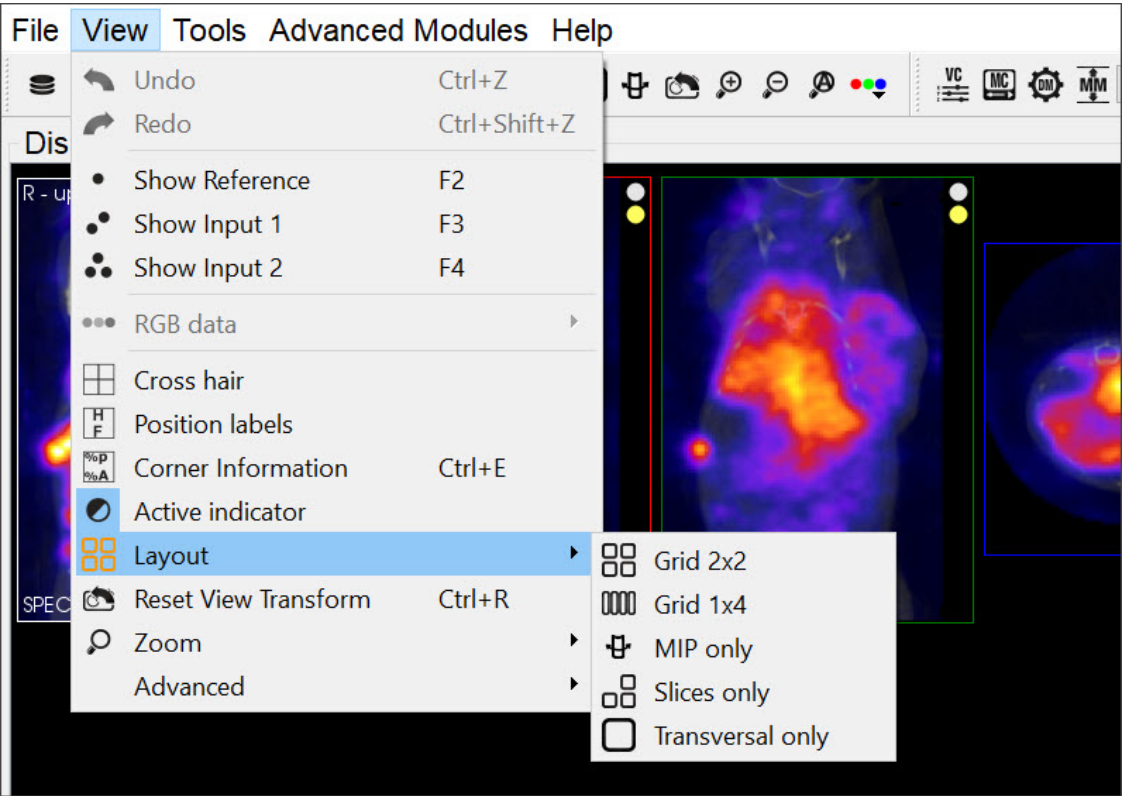 File View Tools Advanced Modules Help
VC MC DM MM
Undo Ctrl+Z
Redo Ctrl+Shift+Z
Dis
Show Reference F2
R - up
Show Input 1 F3
Show Input 2 F4
RGB data
Cross hair
H
F
Position labels
%p
%A
Corner Information Ctrl+E
Active indicator
Layout
Grid 2x2
SPEC
Reset View Transform Ctrl+R
Grid 1x4
Zoom
MIP only
Advanced
Slices only
Transversal only